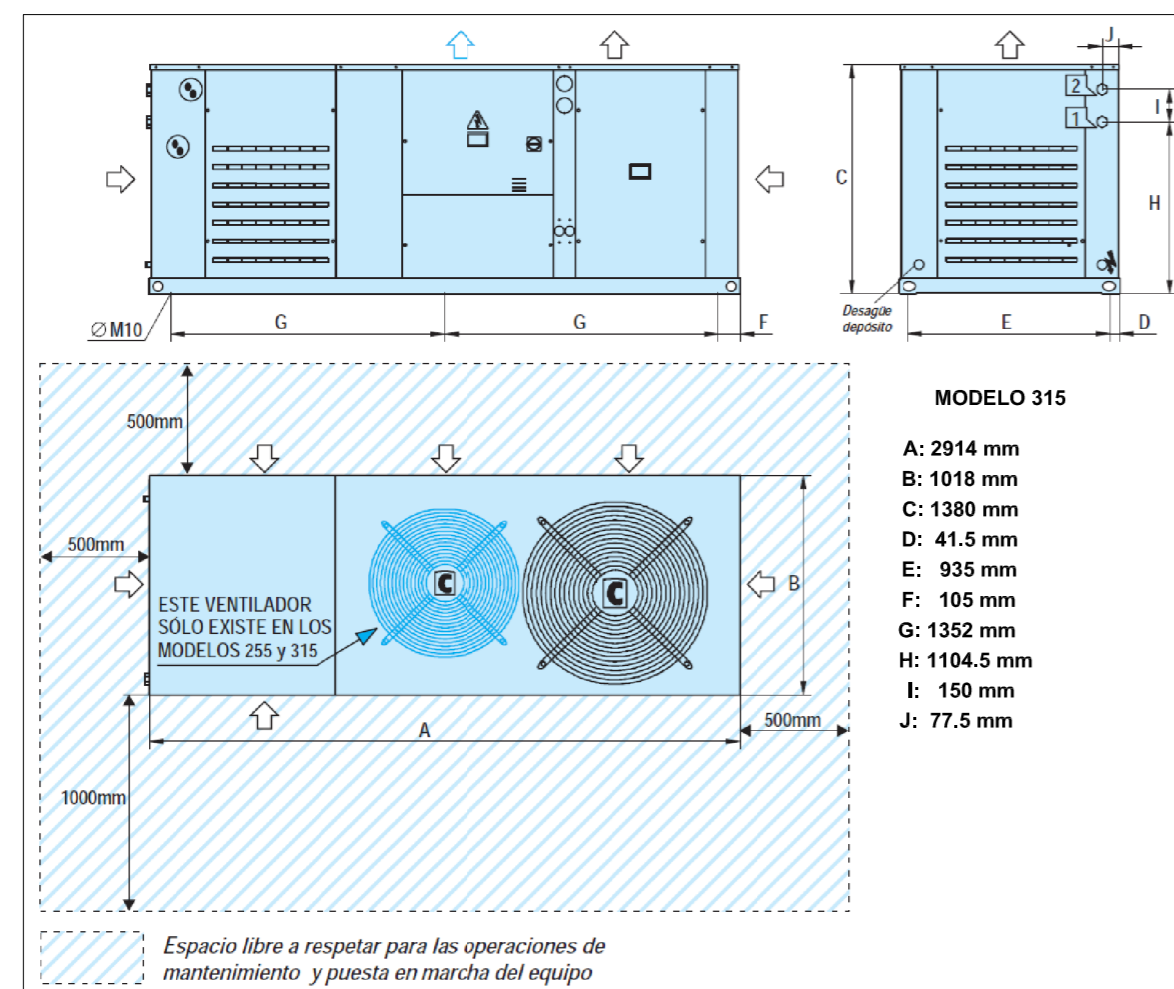 J
2
1
I
C
H
Ø M10
G
G
F
Desagüe
depósito
E
D
500mm
MODELO 315
A: 2914 mm
B: 1018 mm
C: 1380 mm
D: 41.5 mm
E: 935 mm
F: 105 mm
G: 1352 mm
H: 1104.5 mm
I: 150 mm
J: 77.5 mm
500mm
C
C
B
ESTE VENTILADOR
SÓLO EXISTE EN LOS
MODELOS 255 y 315
A
500mm
1000mm
Espacio libre a respetar para las operaciones de
mantenimiento y puesta en marcha del equipo